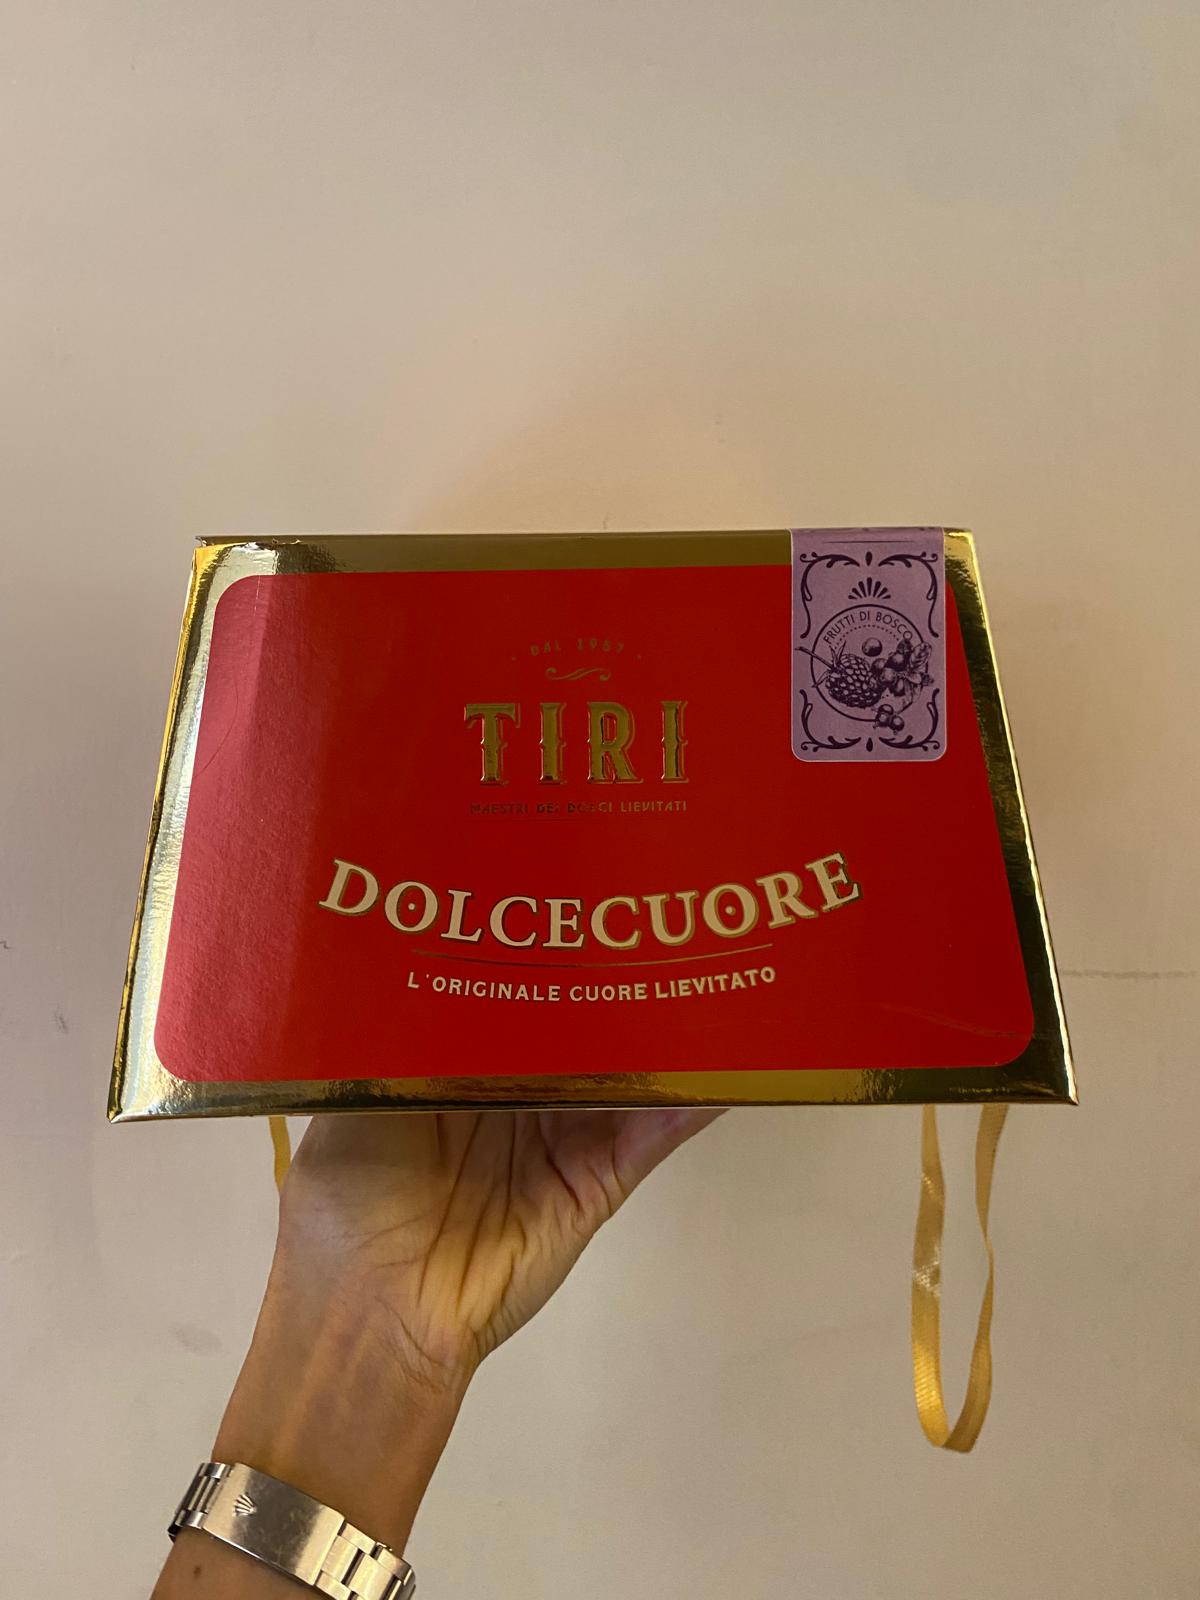 FRUTTI DI BOSCO
· DAL 1957 ·
TIRI
MAESTRI DEI DOLCI LIEVITATI
DOLCECUORE
L'ORIGINALE CUORE LIEVITATO